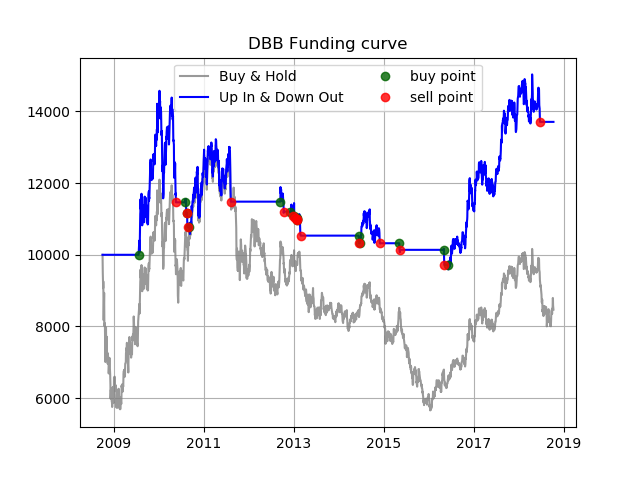 DBB Funding curve
Buy & Hold
Up In & Down Out
buy point
sell point
14000
12000
10000
8000
6000
2009 2011 2013 2015 2017 2019